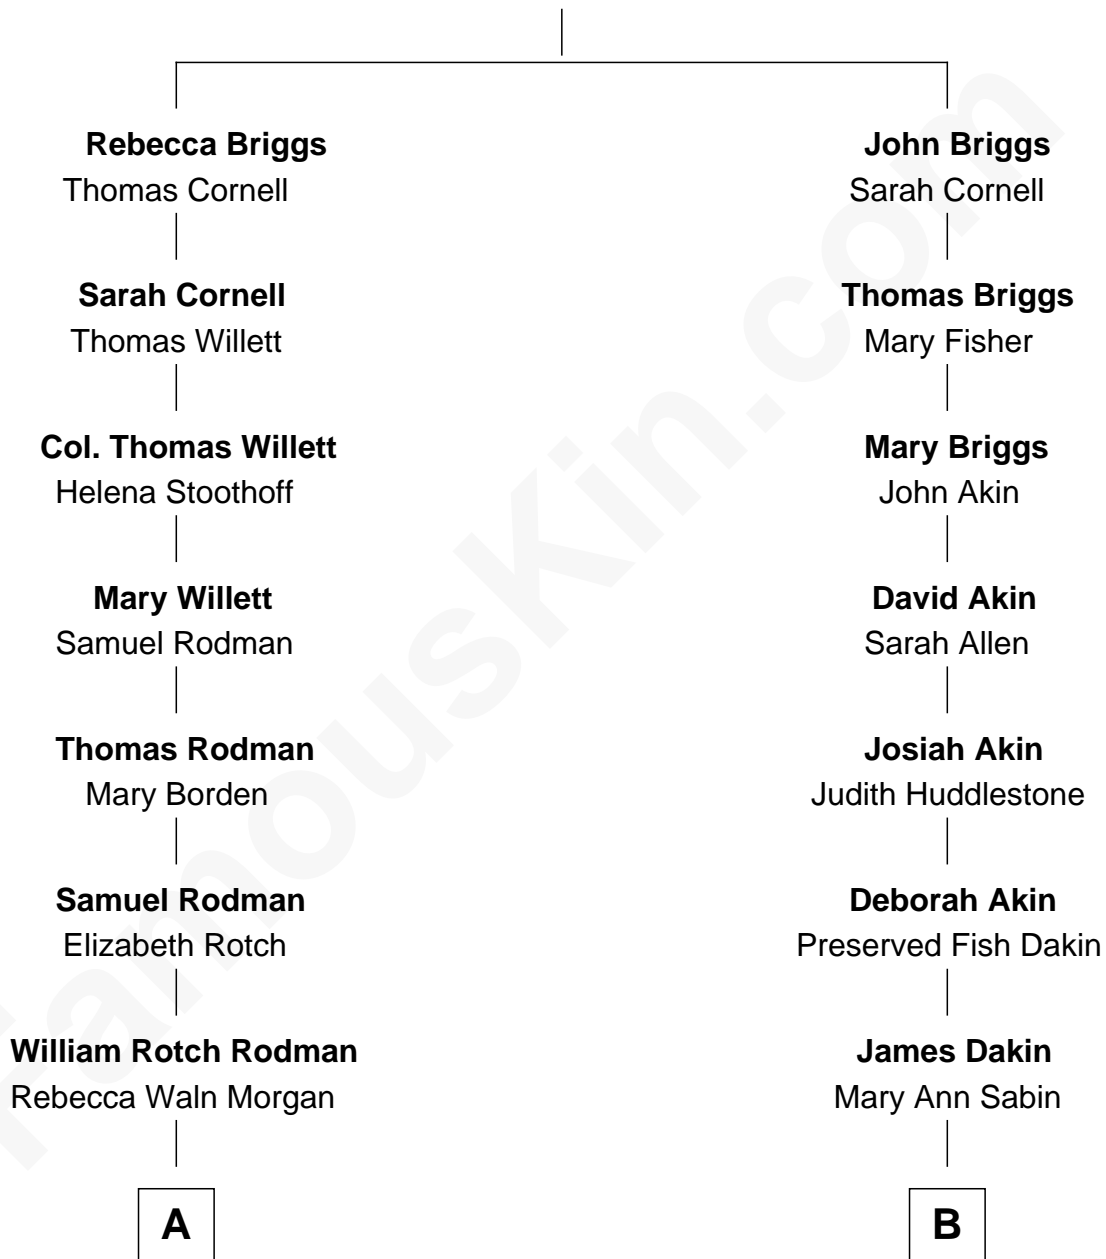 Rebecca Briggs
Thomas Cornell
Sarah Cornell
Thomas Willett
Col. Thomas Willett
Helena Stoothoff
Mary Willett
Samuel Rodman
Thomas Rodman
Mary Borden
Samuel Rodman
Elizabeth Rotch
William Rotch Rodman
Rebecca Waln Morgan
A
John Briggs
Sarah Cornell
Thomas Briggs
Mary Fisher
Mary Briggs
John Akin
David Akin
Sarah Allen
Josiah Akin
Judith Huddlestone
Deborah Akin
Preserved Fish Dakin
James Dakin
Mary Ann Sabin
B
FamousKin.com